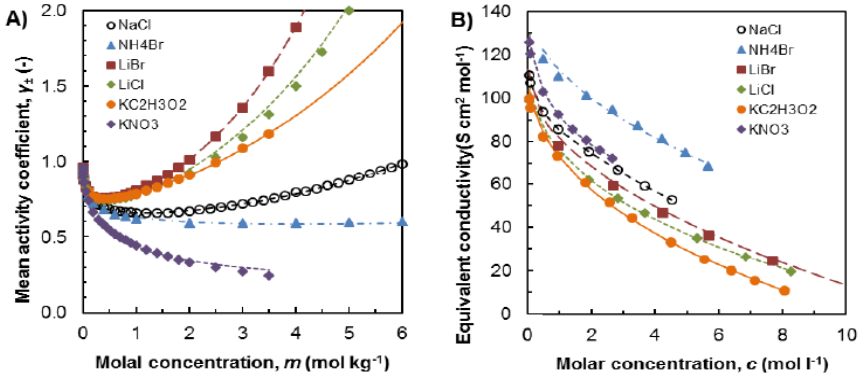 A)
Mean activity coefficient, γ± (-)
2.0
1.5
1.0
0.5
0.0
NaCl
NH4Br
LiBr
LiCl
KC2H3O2
KNO3
0 1 2 3 4 5 6
Molal concentration, m (mol kg-1)
B)
Equivalent conductivity(S cm² mol-1)
140
120
100
80
60
40
20
0
NaCl
NH4Br
LiBr
LiCl
KC2H3O2
KNO3
0 2 4 6 8 10
Molar concentration, c (mol l-1)